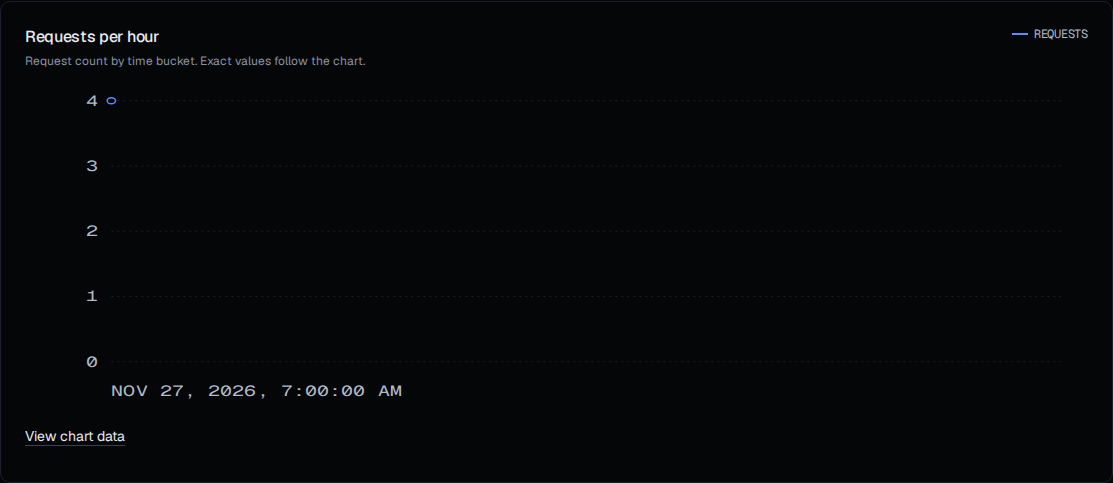 Requests per hour
REQUESTS
Request count by time bucket. Exact values follow the chart.
4
3
2
1
0
NOV 27, 2026, 7:00:00 AM
View chart data